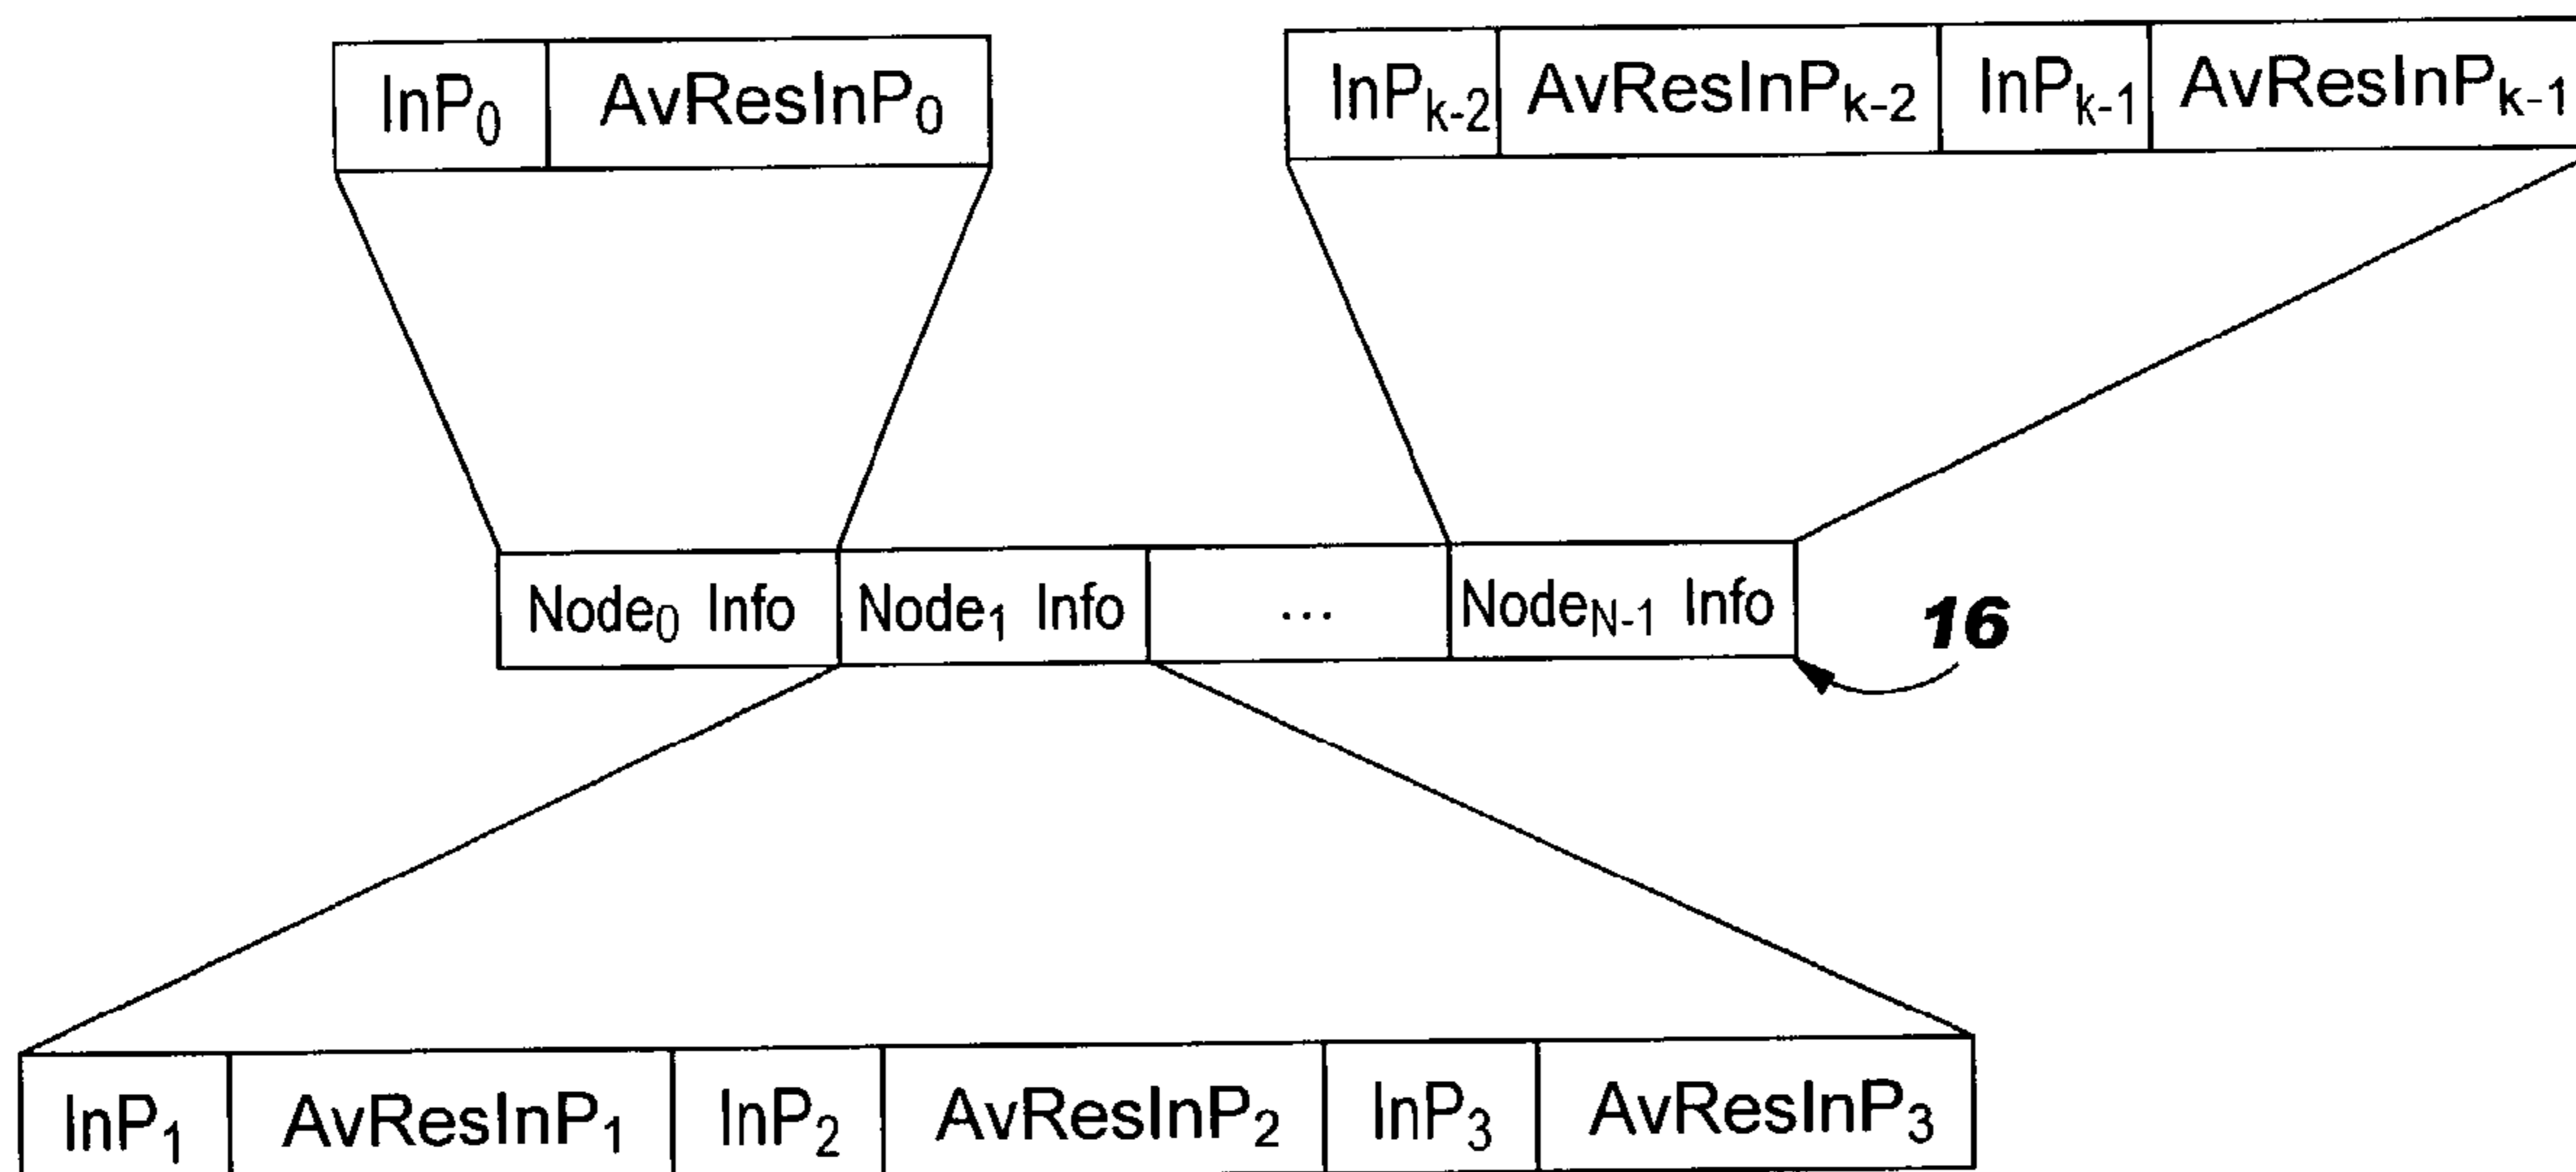 InP₀ AvResInP₀ InPₖ₋₂ AvResInPₖ₋₂ InPₖ₋₁ AvResInPₖ₋₁
Node₀ Info Node₁ Info ... Node_N-1 Info 16
InP₁ AvResInP₁ InP₂ AvResInP₂ InP₃ AvResInP₃